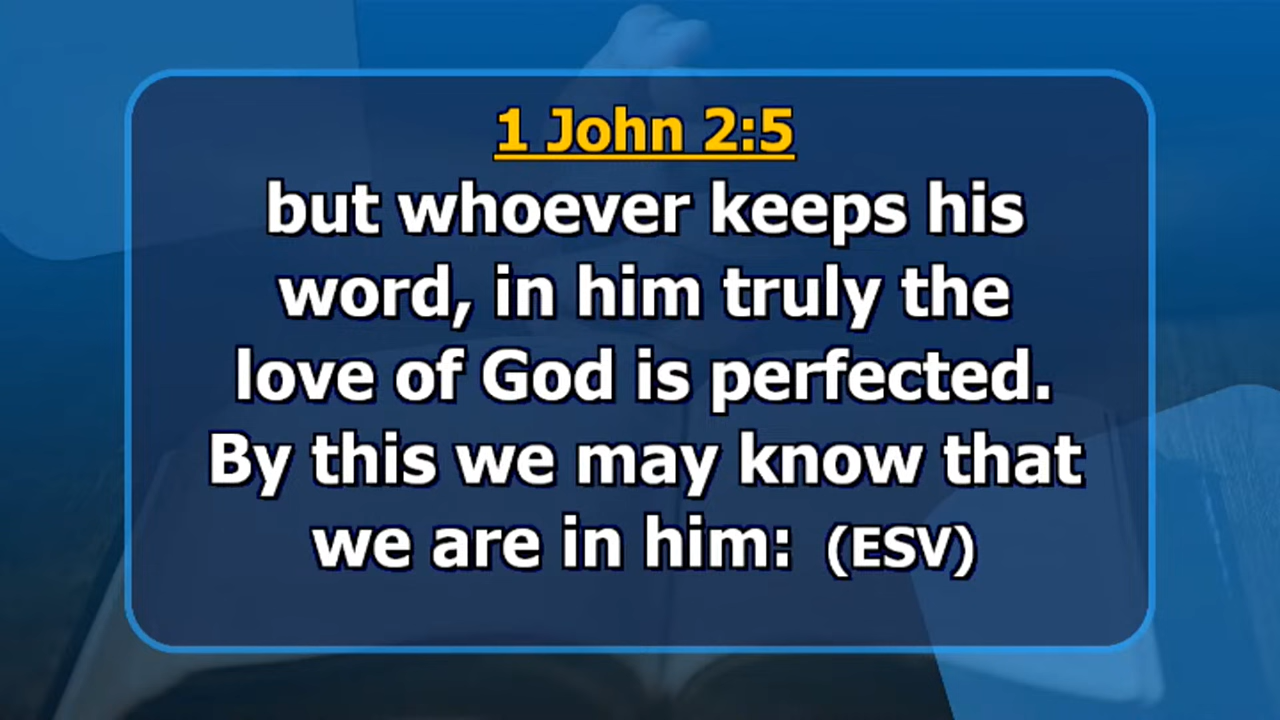 1 John 2:5
but whoever keeps his
word, in him truly the
love of God is perfected.
By this we may know that
we are in him: (ESV)